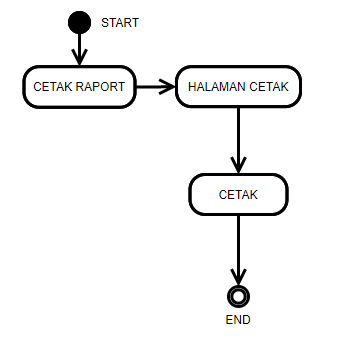 START
CETAK RAPORT
HALAMAN CETAK
CETAK
END